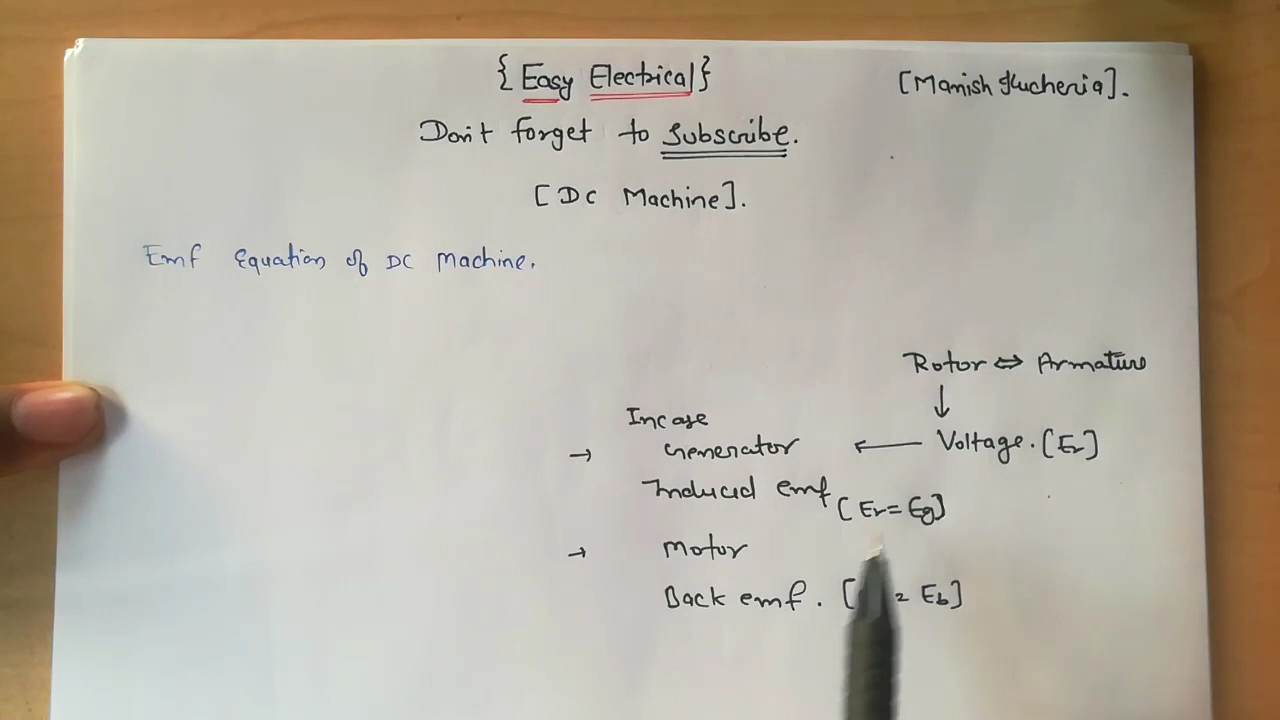 {Easy Electrical}
[Manish Kucheria].
Don't forget to Subscribe.
[DC Machine].
Emf Equation of DC Machine.
Rotor ⇔ Armature
↓
Incase
→ Generator ← Voltage. [Er]
Induced emf [Er = Eg]
→ Motor
Back emf. [ = Eb]